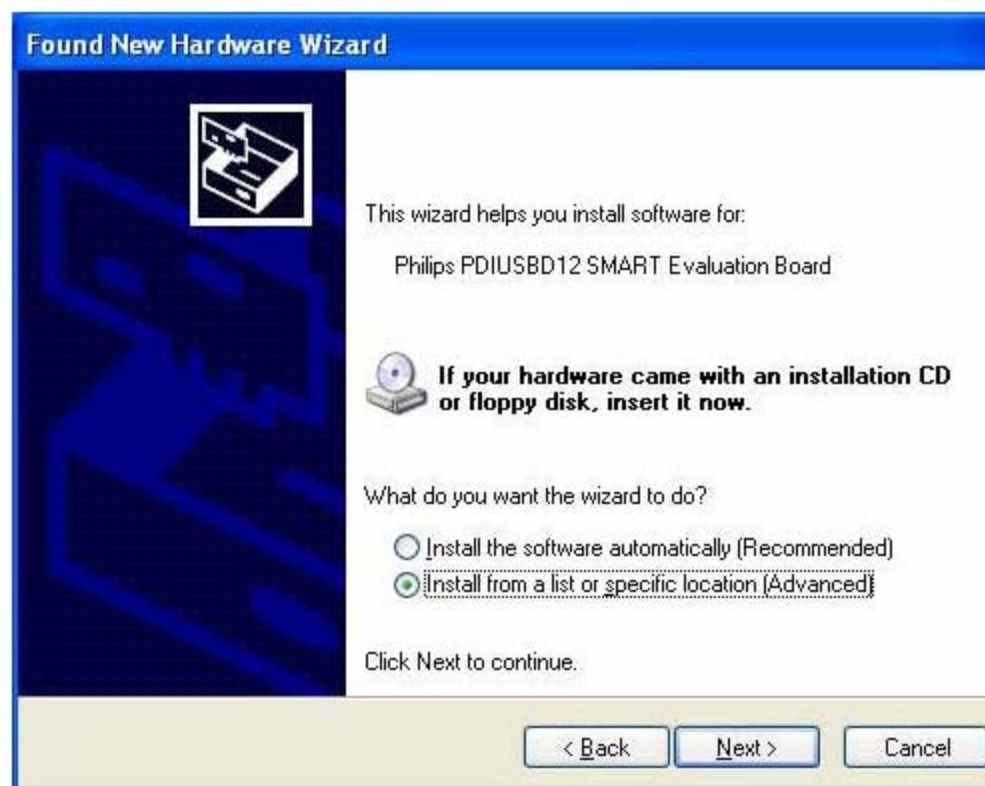 Found New Hardware Wizard
This wizard helps you install software for:
Philips PDIUSBD12 SMART Evaluation Board
If your hardware came with an installation CD
or floppy disk, insert it now.
What do you want the wizard to do?
Install the software automatically (Recommended)
Install from a list or specific location (Advanced)
Click Next to continue.
< Back
Next >
Cancel